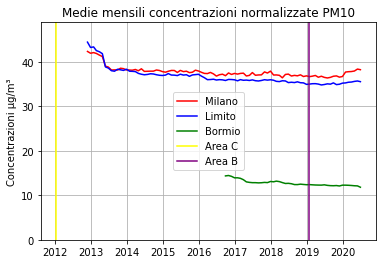 Medie mensili concentrazioni normalizzate PM10
Concentrazioni µg/m³
40
30
20
10
0
Milano
Limito
Bormio
Area C
Area B
2012 2013 2014 2015 2016 2017 2018 2019 2020